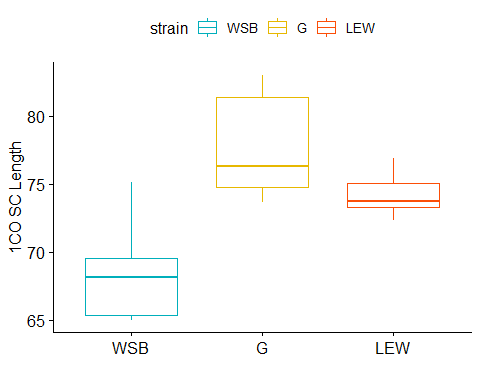 strain WSB G LEW
1CO SC Length
80
75
70
65
WSB G LEW